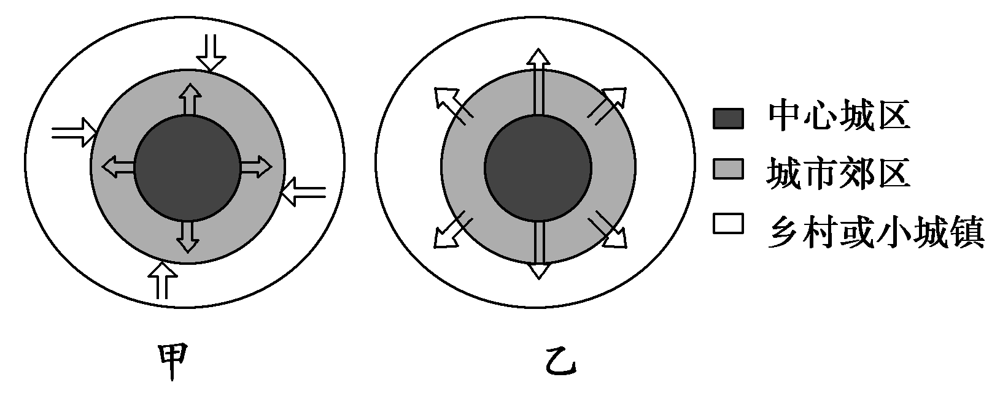 中心城区
城市郊区
乡村或小城镇
甲
乙